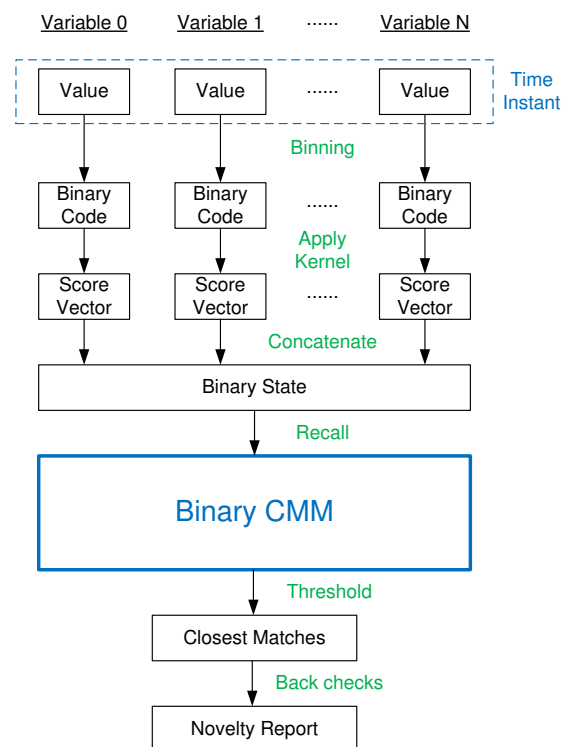 Variable 0 Variable 1 ...... Variable N
Value Value ...... Value
Time
Instant
Binning
Binary Binary ...... Binary
Code Code Code
Apply
Kernel
Score Score Score
Vector Vector ...... Vector
Concatenate
Binary State
Recall
Binary CMM
Threshold
Closest Matches
Back checks
Novelty Report